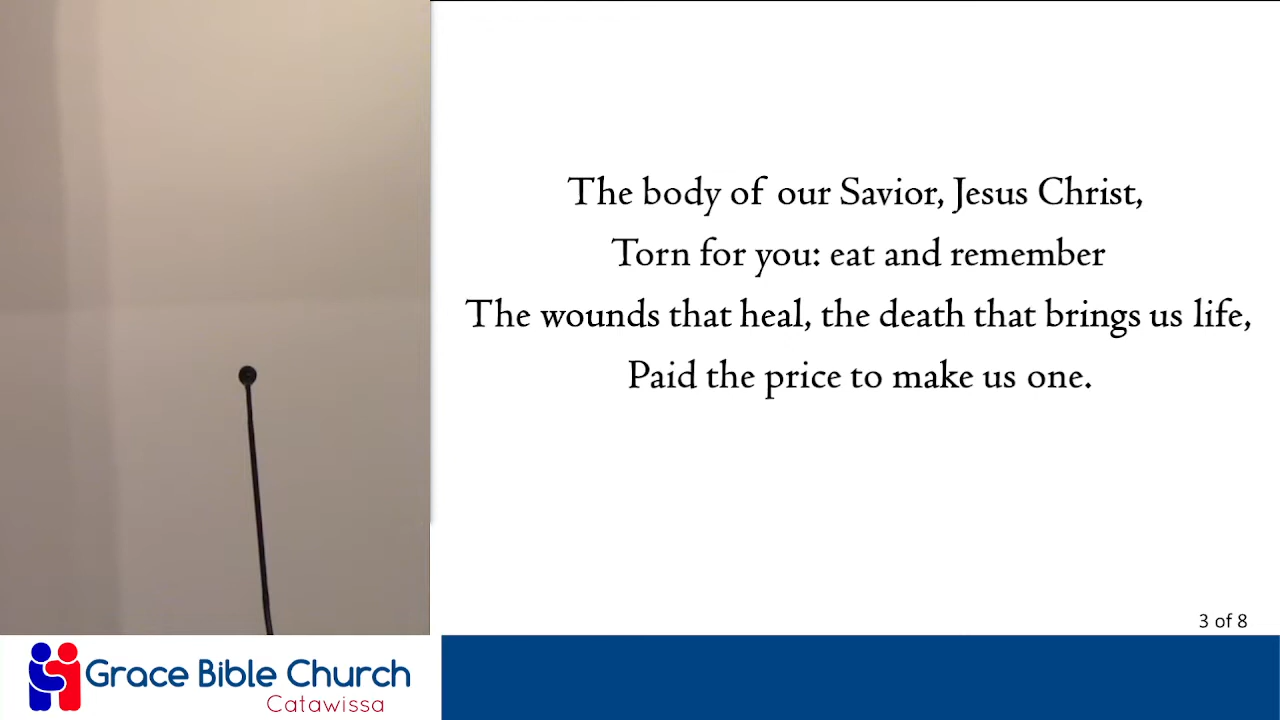 The body of our Savior, Jesus Christ,
Torn for you: eat and remember
The wounds that heal, the death that brings us life,
Paid the price to make us one.
3 of 8
Grace Bible Church
Catawissa